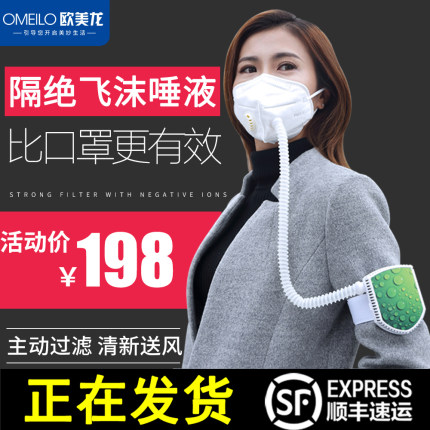 OMEILO 欧美龙
引导您开启美妙生活
隔绝飞沫唾液
比口罩更有效
STRONG FILTER WITH NEGATIVE IONS
活动价
¥198
主动过滤 清新送风
正在发货
SF EXPRESS
顺丰速运